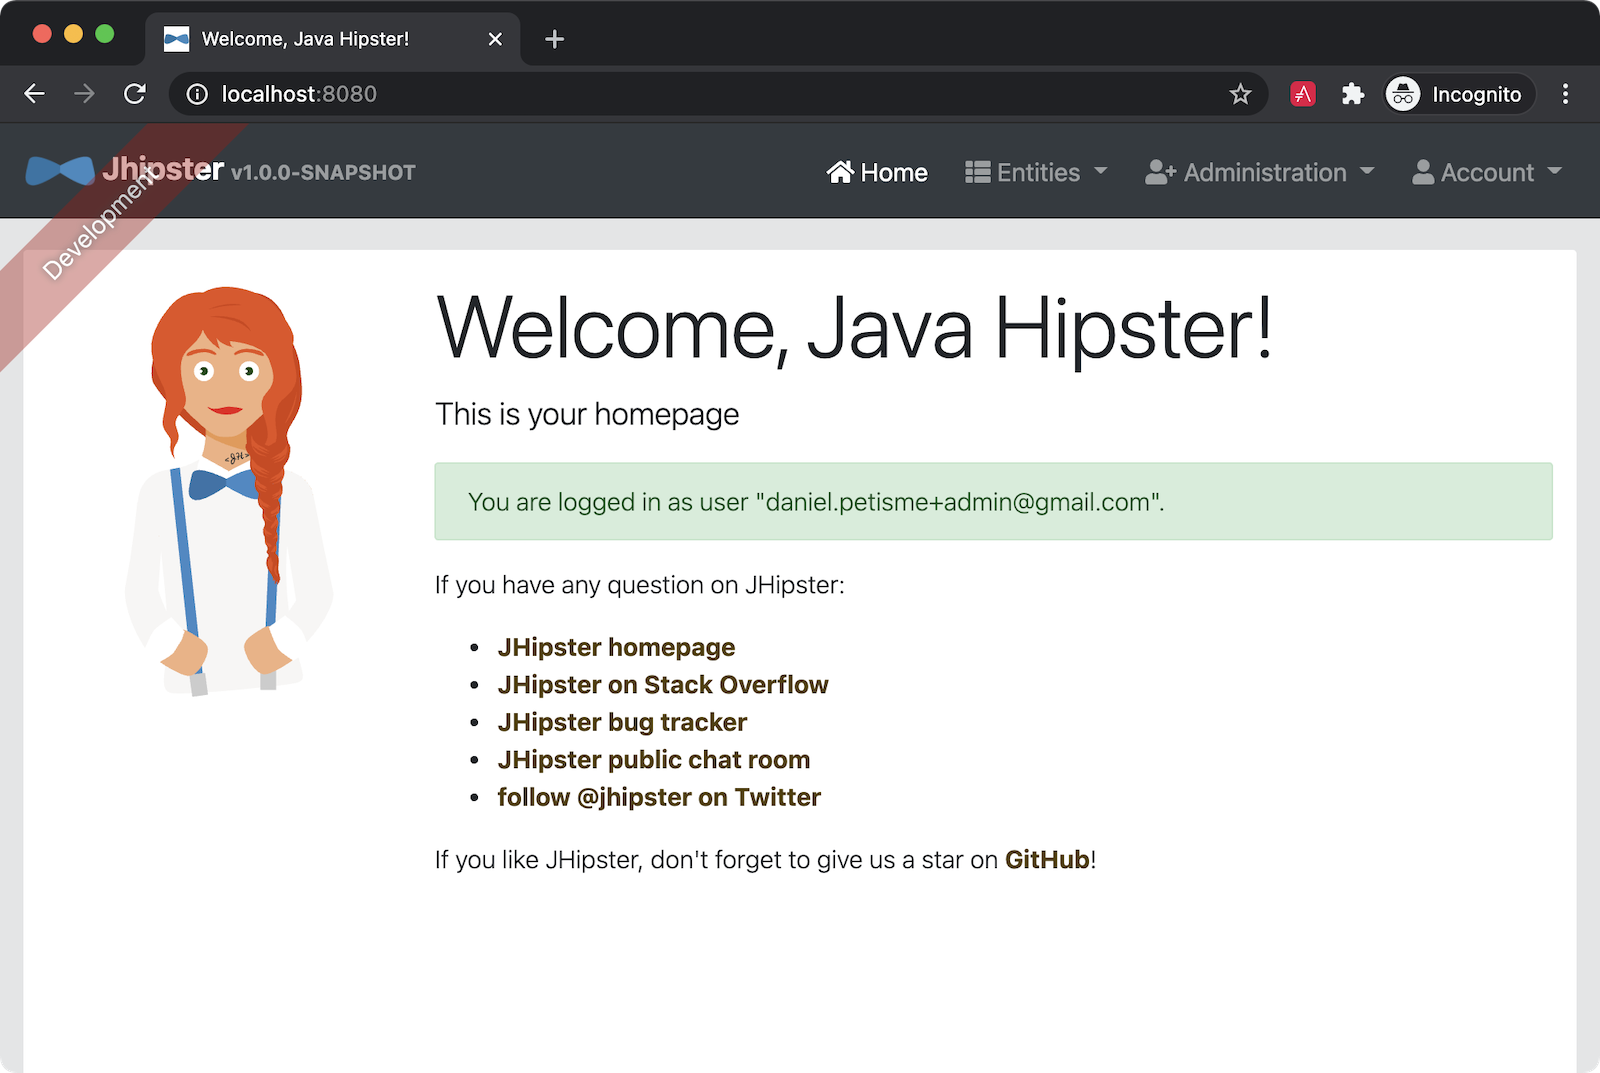 Welcome, Java Hipster!
localhost:8080
Incognito
Jhipster v1.0.0-SNAPSHOT
Home
Entities
Administration
Account
Development
Welcome, Java Hipster!
This is your homepage
<JH>
You are logged in as user "daniel.petisme+admin@gmail.com".
If you have any question on JHipster:
JHipster homepage
JHipster on Stack Overflow
JHipster bug tracker
JHipster public chat room
follow @jhipster on Twitter
If you like JHipster, don't forget to give us a star on GitHub!